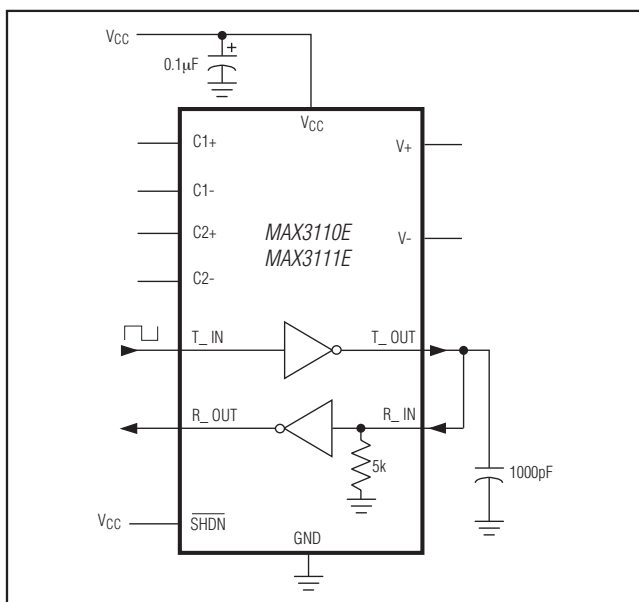 VCC
+
0.1μF
VCC
C1+
V+
C1-
C2+
MAX3110E
V-
MAX3111E
C2-
T_ IN
T_ OUT
R_ OUT
R_ IN
5k
1000pF
VCC
SHDN
GND